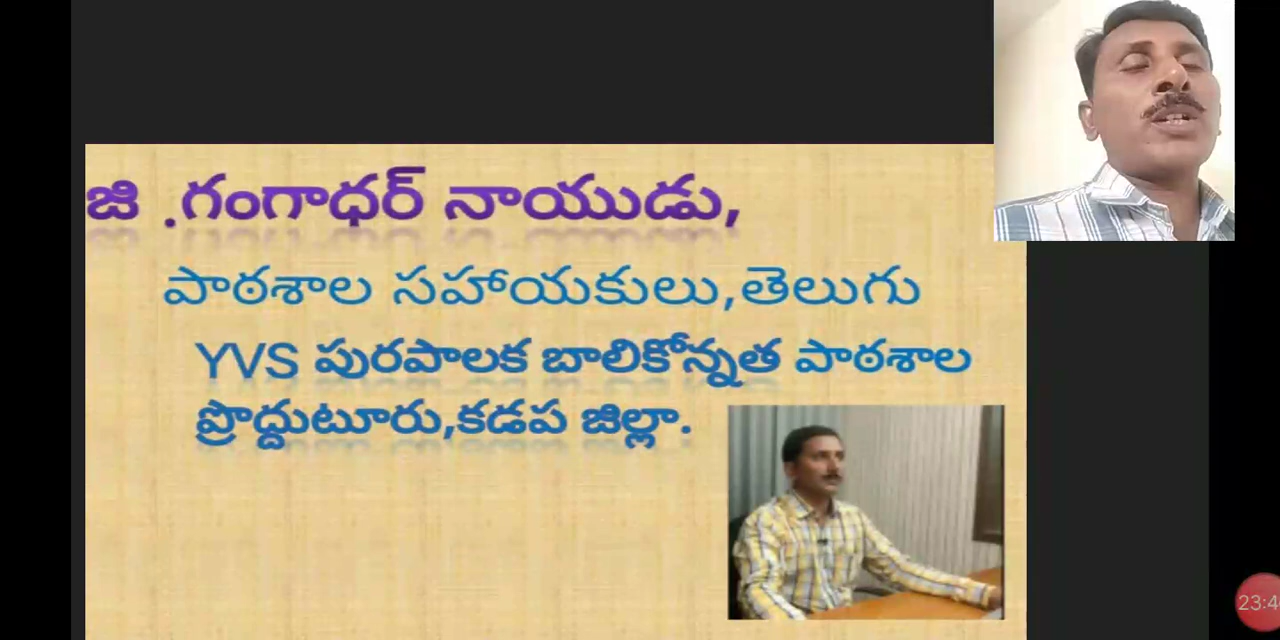 జి .గంగాధర్ నాయుడు,
పాఠశాల సహాయకులు,తెలుగు
YVS పురపాలక బాలికోన్నత పాఠశాల
ప్రొద్దుటూరు,కడప జిల్లా.